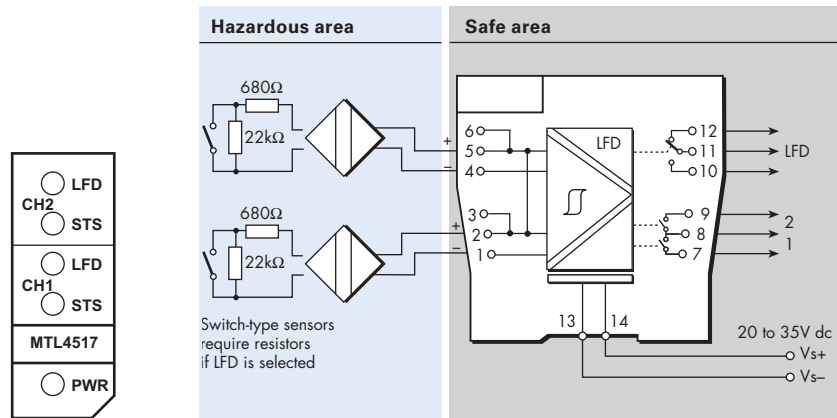 Hazardous area
Safe area
680Ω
22kΩ
680Ω
22kΩ
Switch-type sensors
require resistors
if LFD is selected
+
−
+
−
6
5
4
3
2
1
LFD
12
11
10
LFD
9
8
7
2
1
13
14
20 to 35V dc
Vs+
Vs−
LFD
CH2
STS
LFD
CH1
STS
MTL4517
PWR